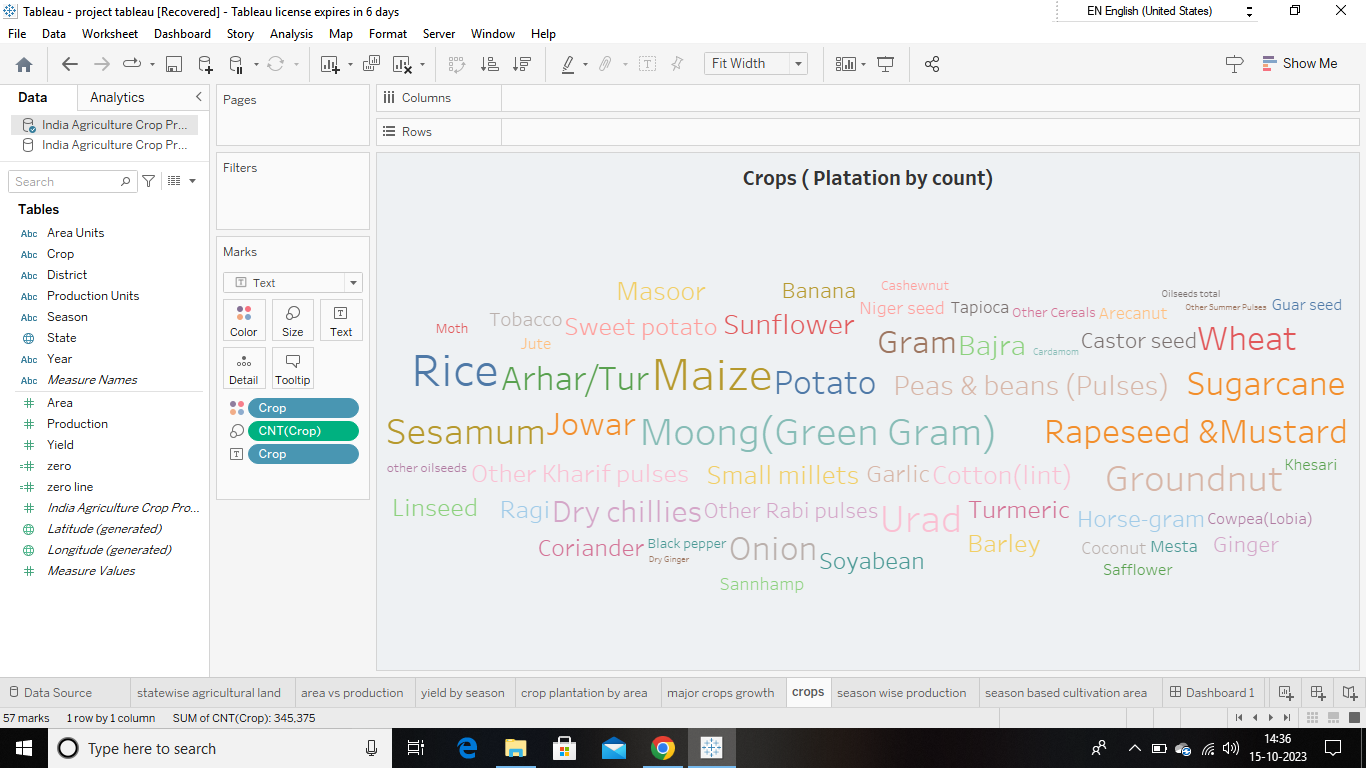 Tableau - project tableau [Recovered] - Tableau license expires in 6 days
EN English (United States)
File Data Worksheet Dashboard Story Analysis Map Format Server Window Help
Fit Width
Show Me
Data Analytics
India Agriculture Crop Pr...
India Agriculture Crop Pr...
Search
Tables
Abc Area Units
Abc Crop
Abc District
Abc Production Units
Abc Season
State
Abc Year
Abc Measure Names
# Area
# Production
# Yield
=# zero
=# zero line
# India Agriculture Crop Pro...
Latitude (generated)
Longitude (generated)
# Measure Values
Pages
Filters
Marks
T Text
Color Size Text
Detail Tooltip
Crop
CNT(Crop)
Crop
Columns
Rows
Crops ( Platation by count)
Masoor Banana Cashewnut Oilseeds total
Niger seed Tapioca Other Cereals Arecanut Other Summer Pulses Guar seed
Moth Tobacco Sweet potato Sunflower
Jute Gram Bajra Cardamom Castor seed Wheat
Rice Arhar/Tur Maize Potato Peas & beans (Pulses) Sugarcane
Sesamum Jowar Moong(Green Gram) Rapeseed &Mustard
other oilseeds Other Kharif pulses Small millets Garlic Cotton(lint) Groundnut Khesari
Linseed Ragi Dry chillies Other Rabi pulses Urad Turmeric Horse-gram Cowpea(Lobia)
Coriander Black pepper Onion Barley Coconut Mesta Ginger
Dry Ginger Soyabean Safflower
Sannhamp
Data Source statewise agricultural land area vs production yield by season crop plantation by area major crops growth crops season wise production season based cultivation area Dashboard 1
57 marks 1 row by 1 column SUM of CNT(Crop): 345,375
Type here to search
14:36
15-10-2023